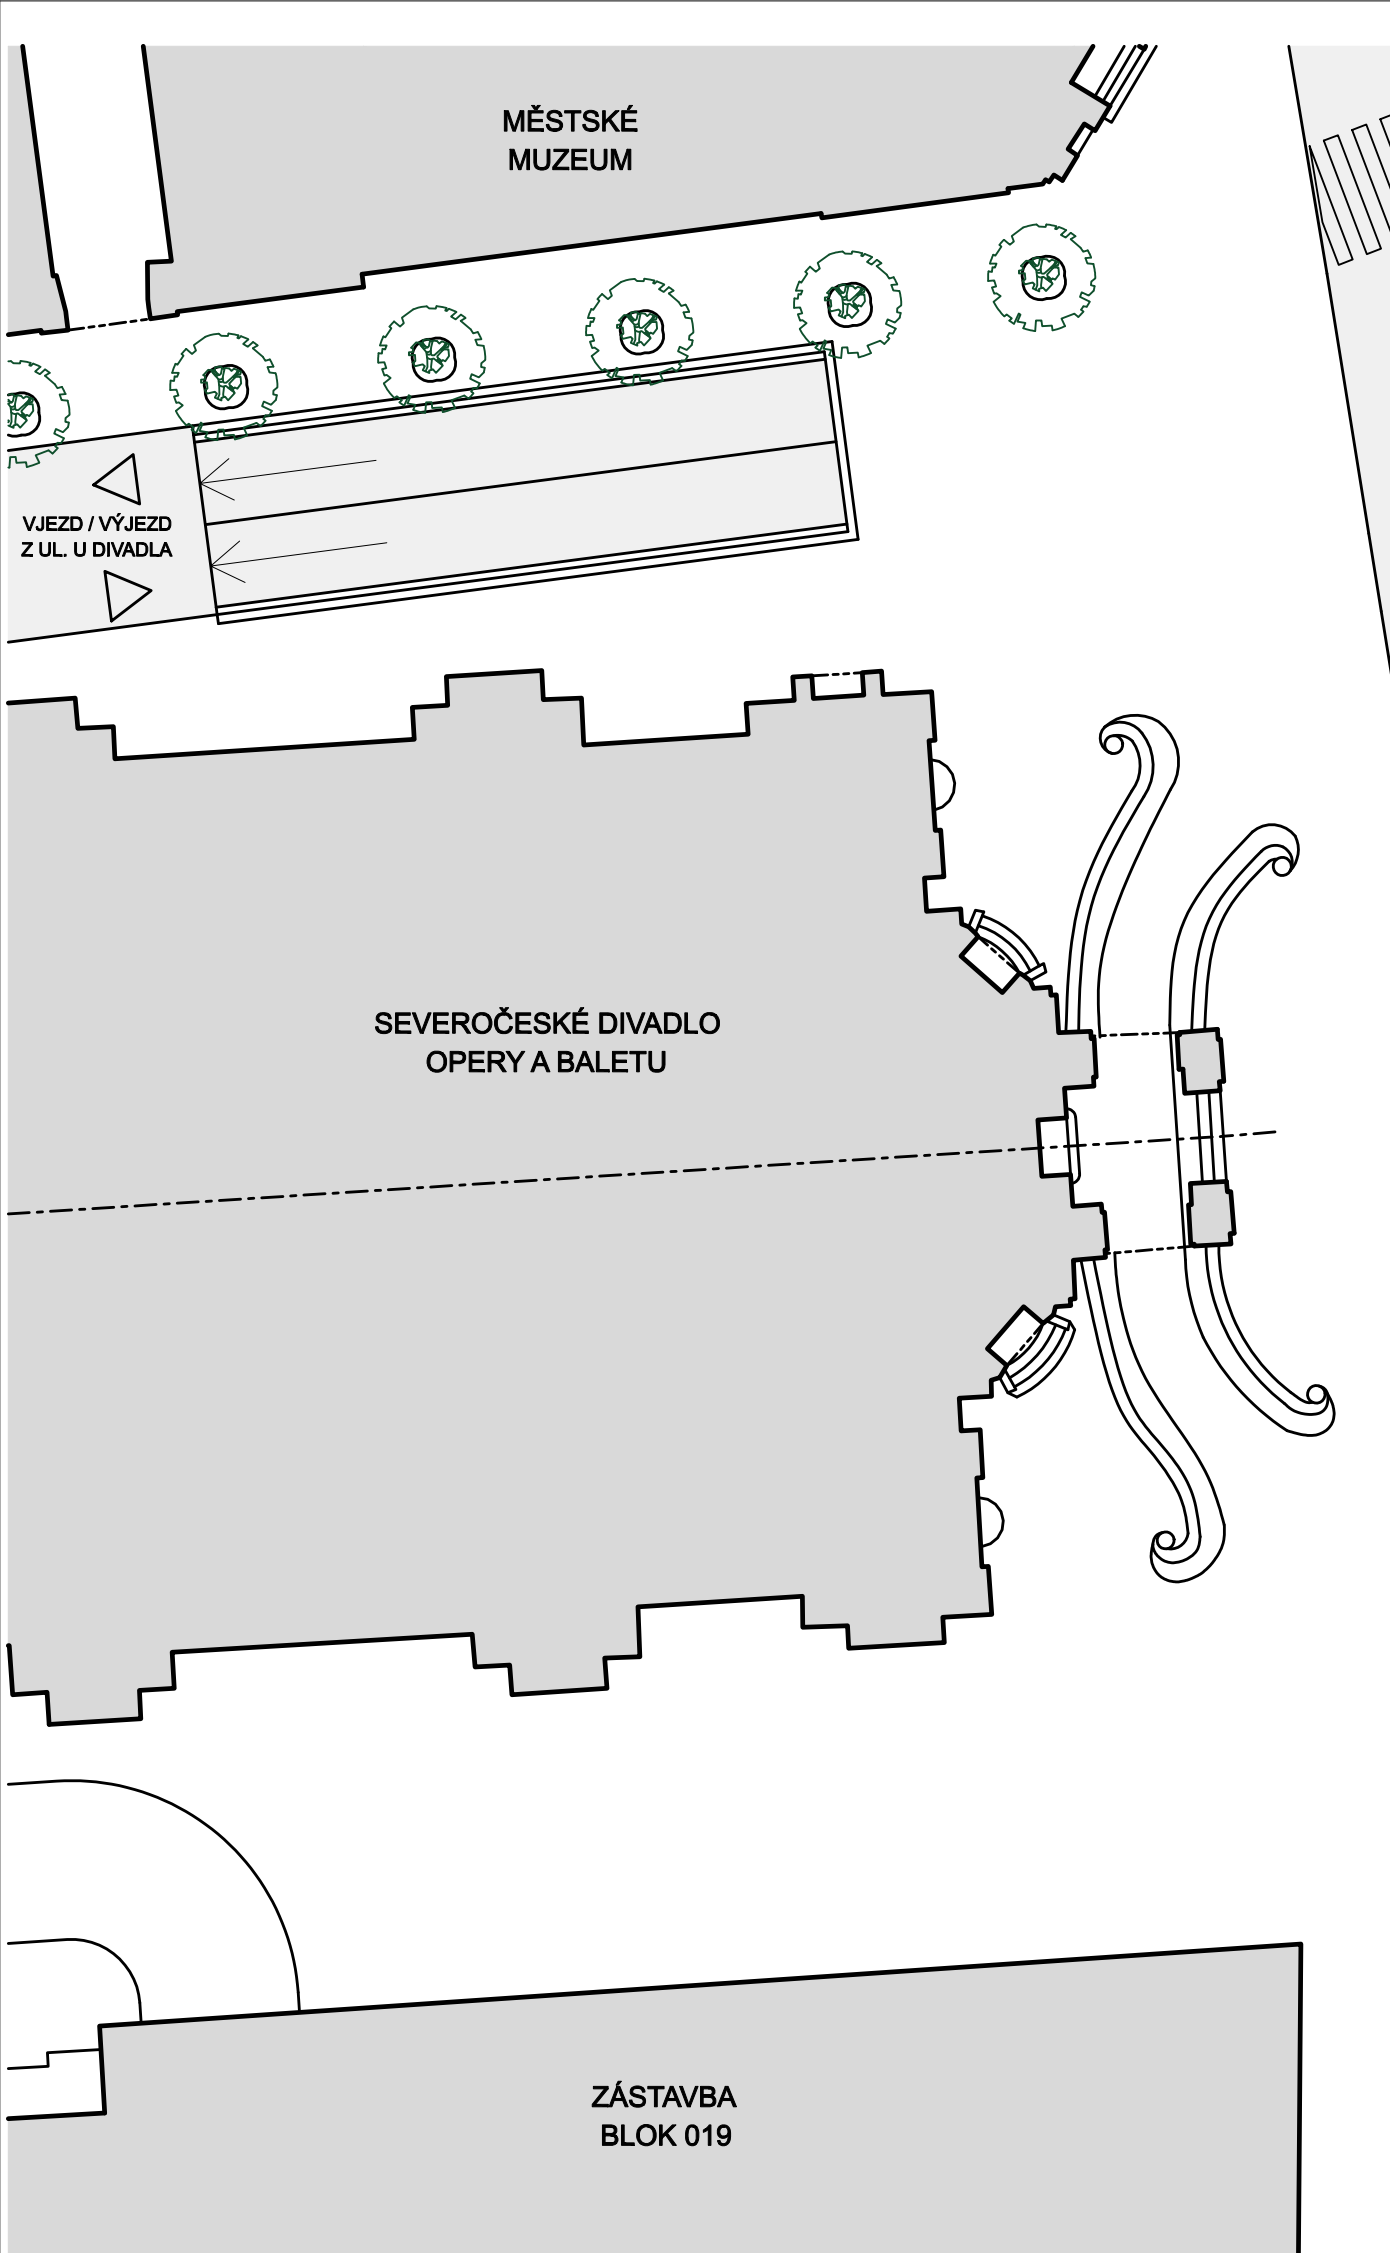 MĚSTSKÉ
MUZEUM
VJEZD / VÝJEZD
Z UL. U DIVADLA
SEVEROČESKÉ DIVADLO
OPERY A BALETU
ZÁSTAVBA
BLOK 019